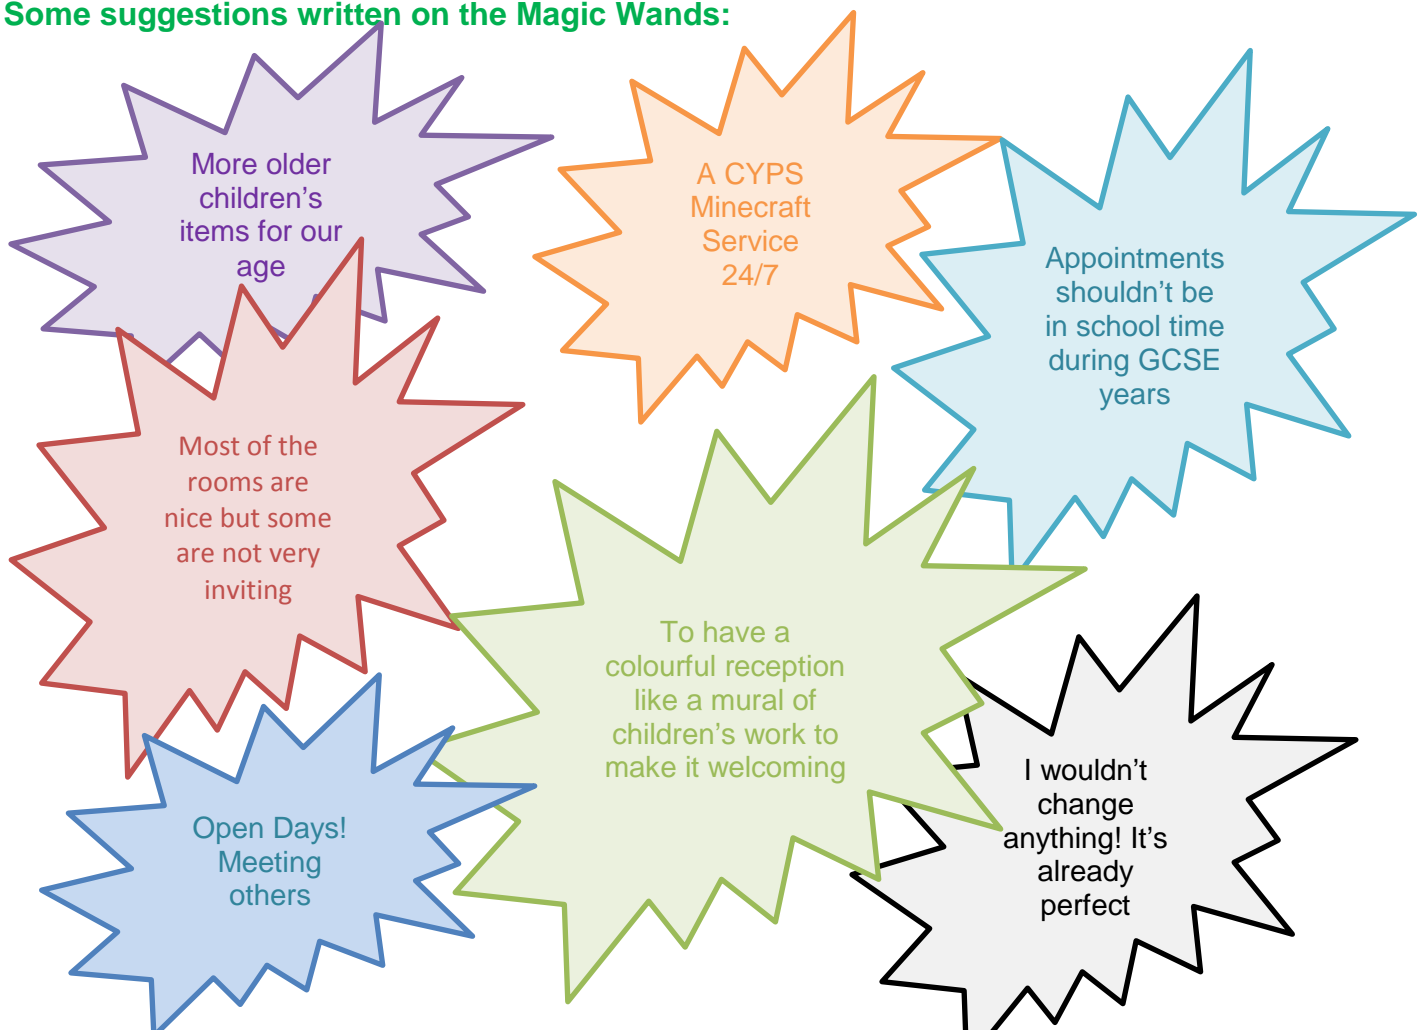 Some suggestions written on the Magic Wands:
More older
children’s
items for our
age
A CYPS
Minecraft
Service
24/7
Appointments
shouldn’t be
in school time
during GCSE
years
Most of the
rooms are
nice but some
are not very
inviting
To have a
colourful reception
like a mural of
children’s work to
make it welcoming
Open Days!
Meeting
others
I wouldn’t
change
anything! It’s
already
perfect